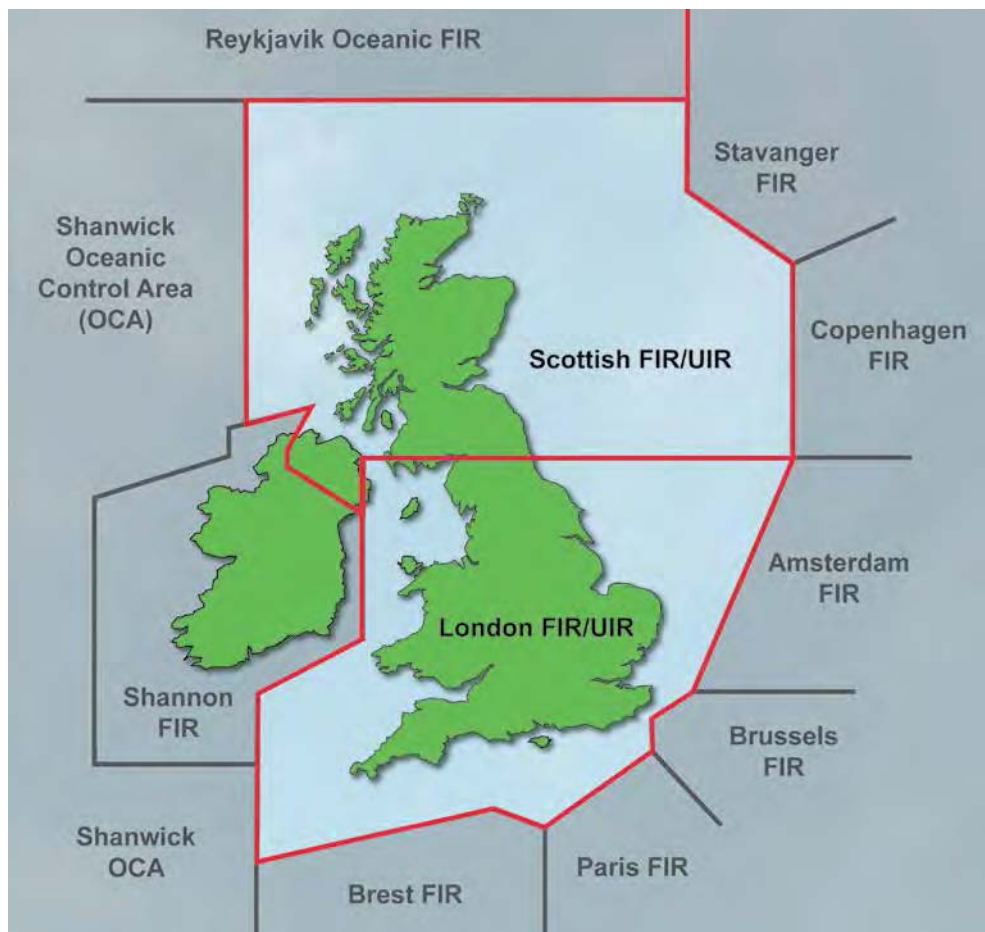 Reykjavik Oceanic FIR
Stavanger
FIR
Shanwick
Oceanic
Control Area
(OCA)
Copenhagen
FIR
Scottish FIR/UIR
Amsterdam
FIR
London FIR/UIR
Shannon
FIR
Brussels
FIR
Shanwick
OCA
Paris FIR
Brest FIR